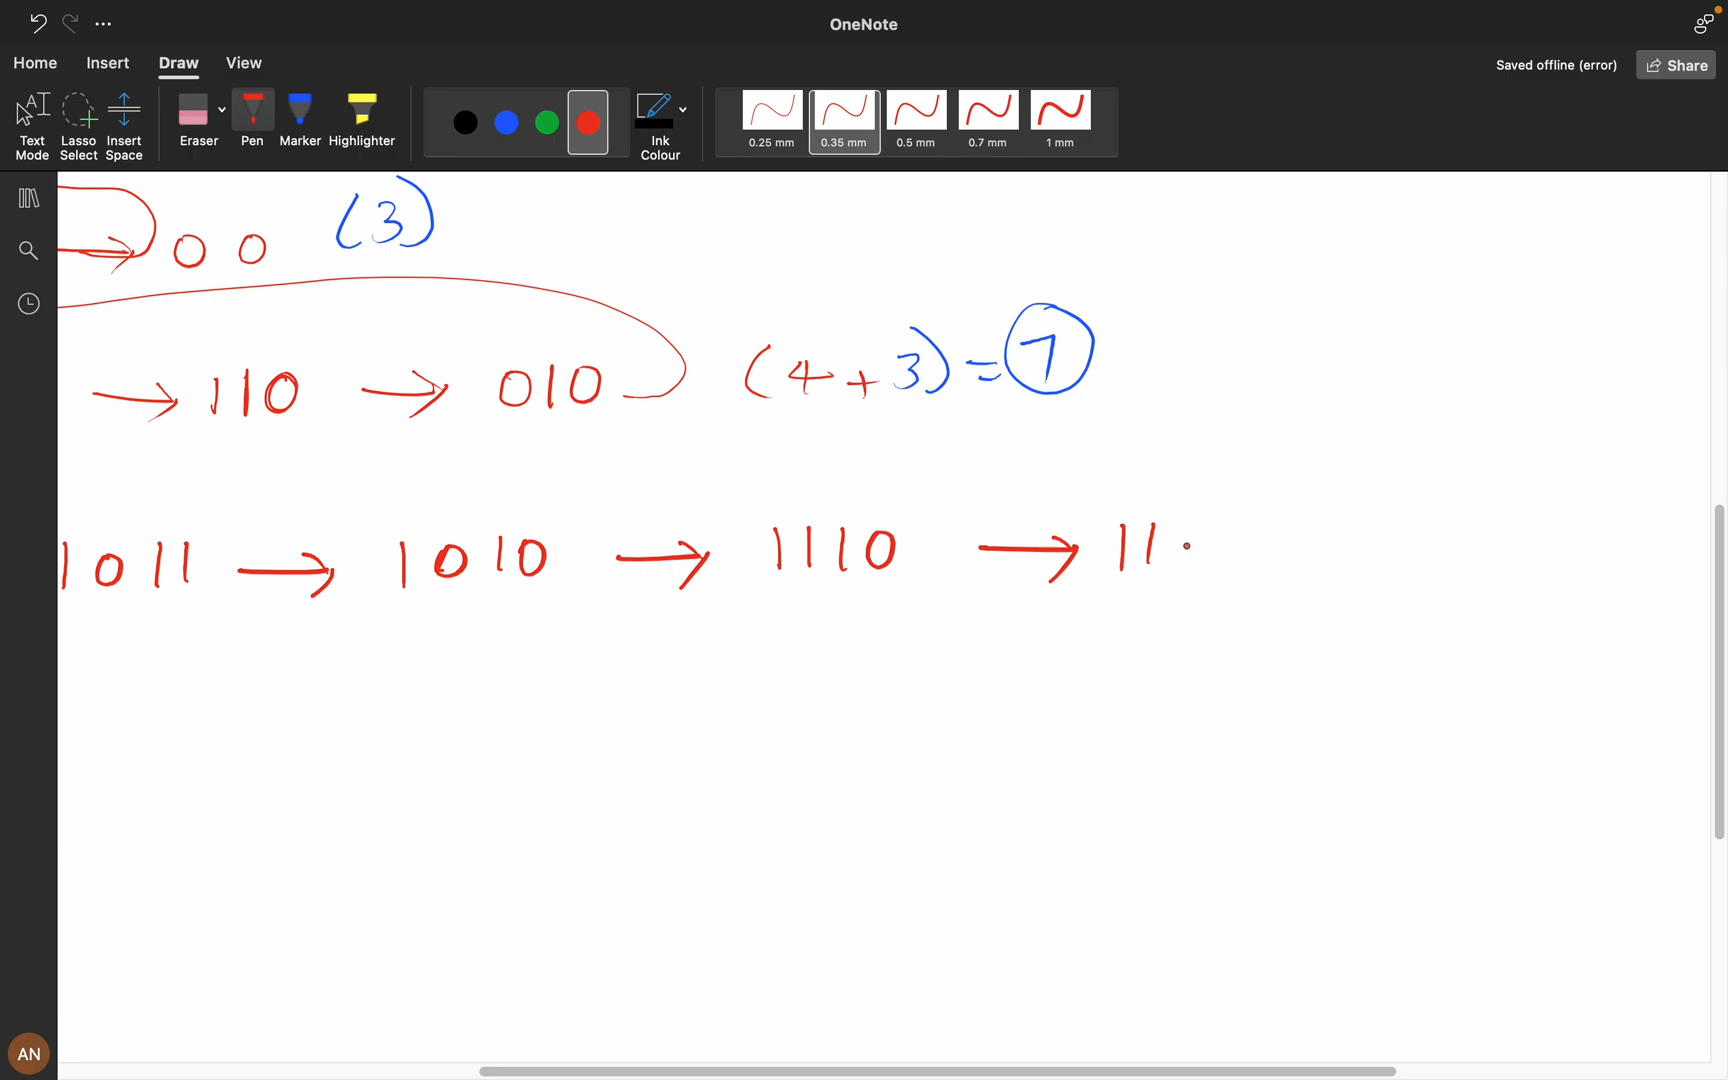 OneNote
Home Insert Draw View
Saved offline (error) Share
Text Mode Lasso Select Insert Space Eraser Pen Marker Highlighter Ink Colour 0.25 mm 0.35 mm 0.5 mm 0.7 mm 1 mm
→ 0 0 (3)
→ 110 → 010 (4+3) = 7
1011 → 1010 → 1110 → 11
AN